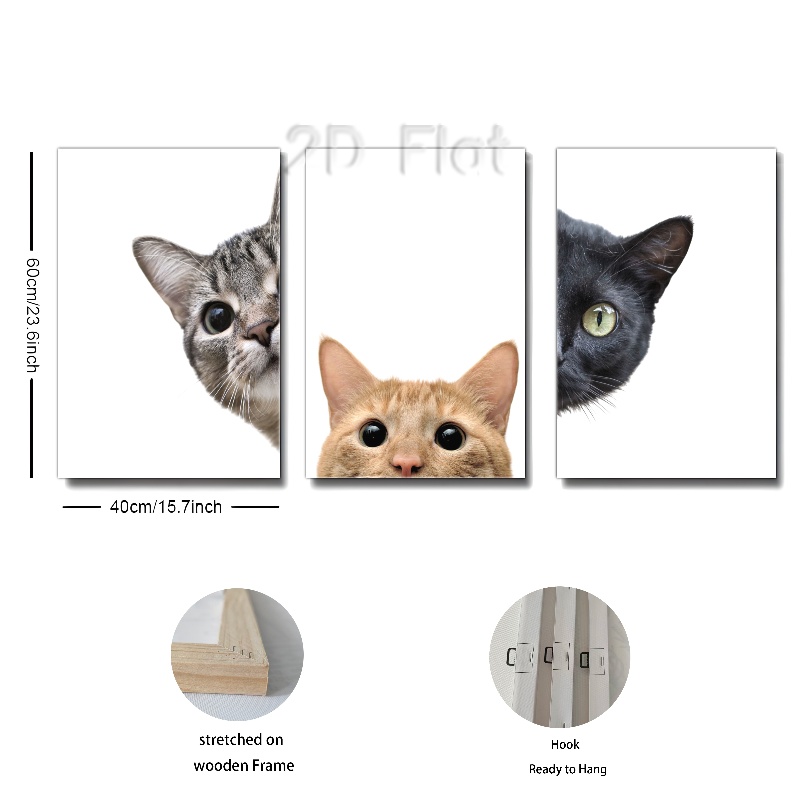 2D Flat
60cm/23.6inch
40cm/15.7inch
stretched on
wooden Frame
Hook
Ready to Hang